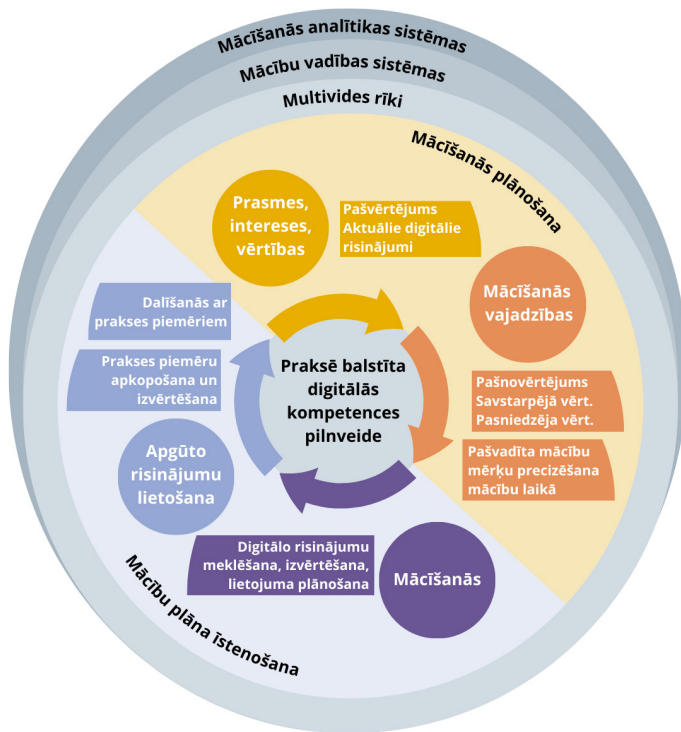 Mācīšanās analītikas sistēmas
Mācību vadības sistēmas
Multivides rīki
Mācīšanās plānošana
Prasmes,
intereses,
vērtības
Pašvērtējums
Aktuālie digitālie
risinājumi
Mācīšanās
vajadzības
Pašnovērtējums
Savstarpējā vērt.
Pasniedzēja vērt.
Pašvadīta mācību
mērķu precizēšana
mācību laikā
Praksē balstīta
digitālās
kompetences
pilnveide
Mācīšanās
Digitālo risinājumu
meklēšana, izvērtēšana,
lietojuma plānošana
Apgūto
risinājumu
lietošana
Prakses piemēru
apkopošana un
izvērtēšana
Dalīšanās ar
prakses piemēriem
Mācību plāna īstenošana